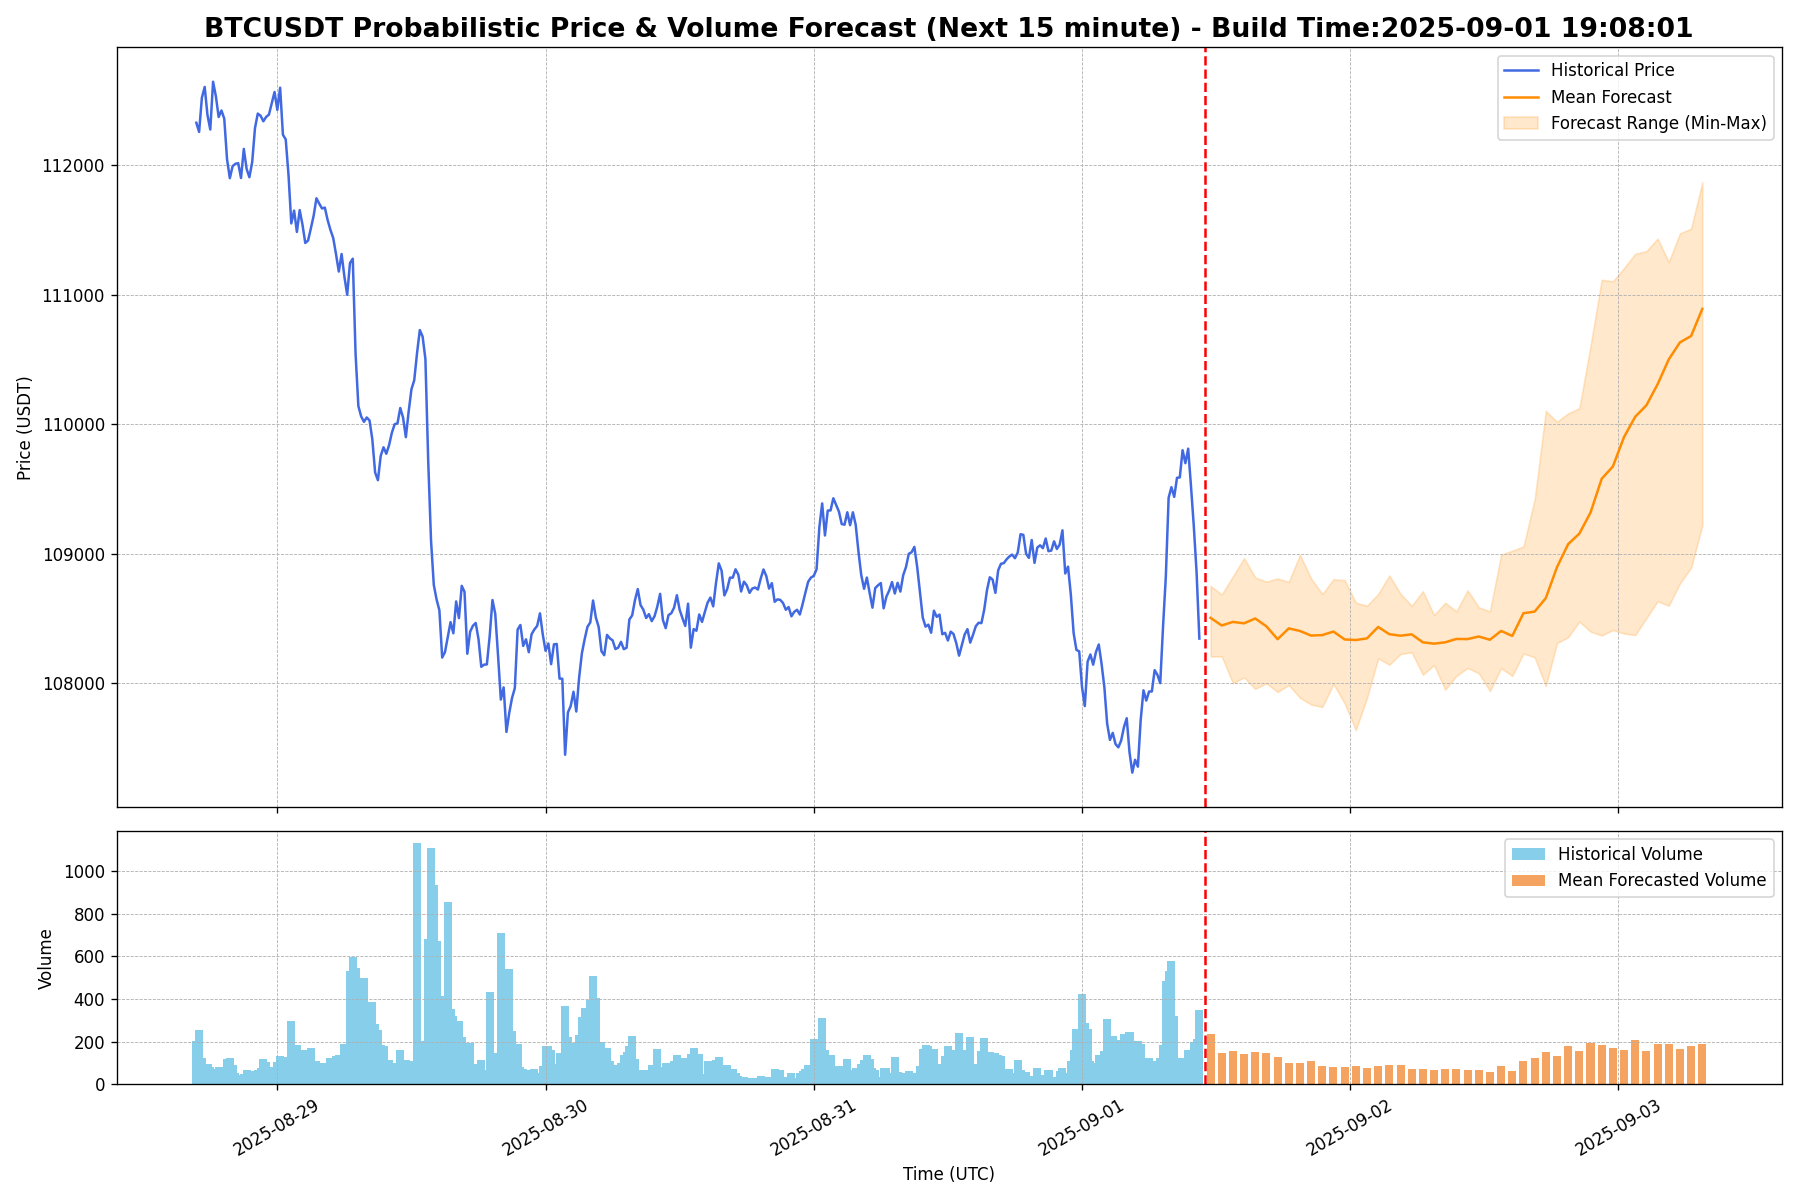 BTCUSDT Probabilistic Price & Volume Forecast (Next 15 minute) - Build Time:2025-09-01 19:08:01
Historical Price
Mean Forecast
Forecast Range (Min-Max)
112000
111000
110000
109000
108000
Price (USDT)
Historical Volume
Mean Forecasted Volume
1000
800
600
400
200
0
Volume
2025-08-29
2025-08-30
2025-08-31
2025-09-01
2025-09-02
2025-09-03
Time (UTC)